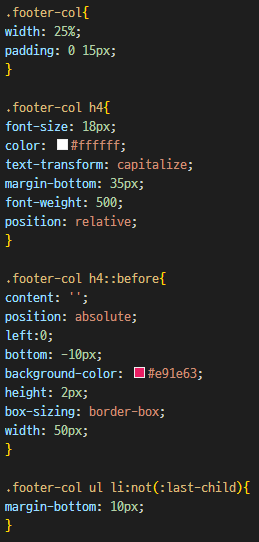 .footer-col{
width: 25%;
padding: 0 15px;
}

.footer-col h4{
font-size: 18px;
color: #ffffff;
text-transform: capitalize;
margin-bottom: 35px;
font-weight: 500;
position: relative;
}

.footer-col h4::before{
content: '';
position: absolute;
left:0;
bottom: -10px;
background-color: #e91e63;
height: 2px;
box-sizing: border-box;
width: 50px;
}

.footer-col ul li:not(:last-child){
margin-bottom: 10px;
}